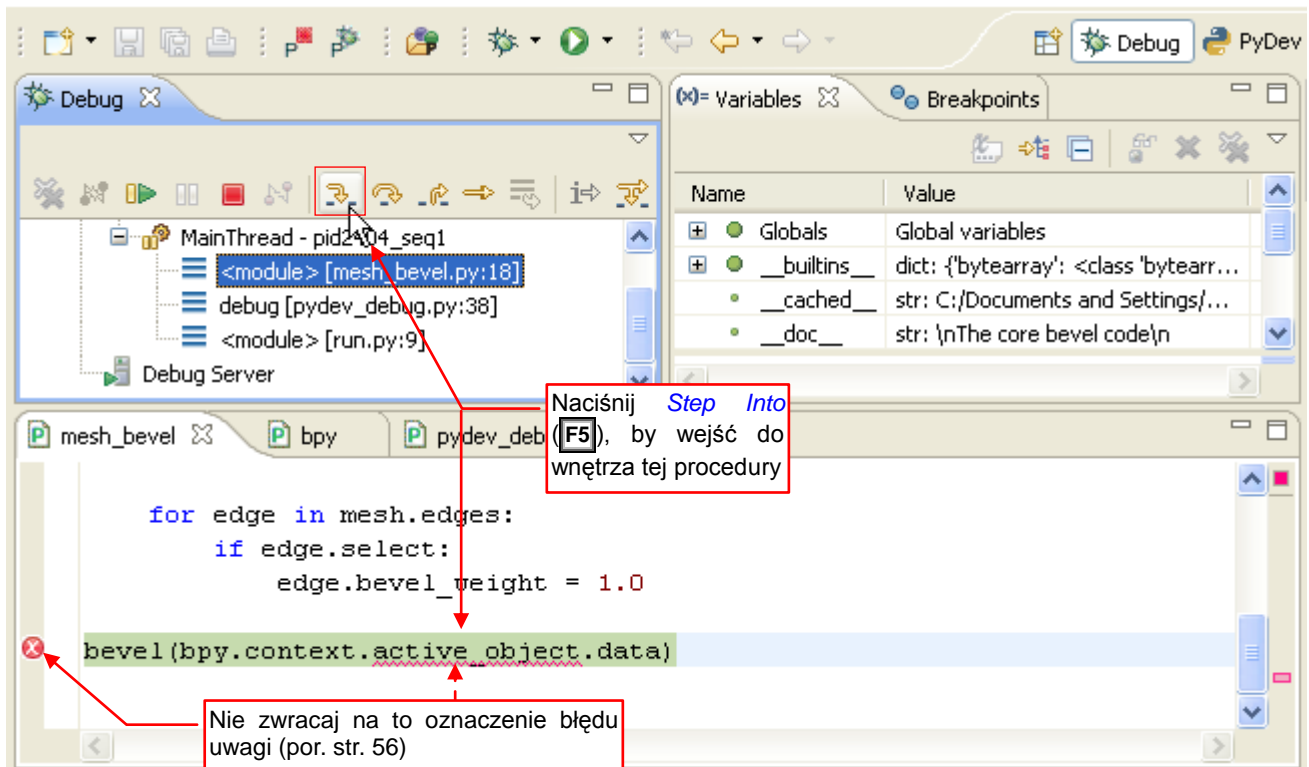 Debug
PyDev
Debug
Variables
Breakpoints
Name
Value
MainThread - pid2404_seq1
Globals
Global variables
<module> [mesh_bevel.py:18]
__builtins__
dict: {'bytearray': <class 'bytearr...
debug [pydev_debug.py:38]
__cached__
str: C:/Documents and Settings/...
<module> [run.py:9]
__doc__
str: \nThe core bevel code\n
Debug Server
Naciśnij Step Into
(F5), by wejść do
wnętrza tej procedury
mesh_bevel
bpy
pydev_deb
for edge in mesh.edges:
if edge.select:
edge.bevel_weight = 1.0
bevel(bpy.context.active_object.data)
Nie zwracaj na to oznaczenie błędu
uwagi (por. str. 56)